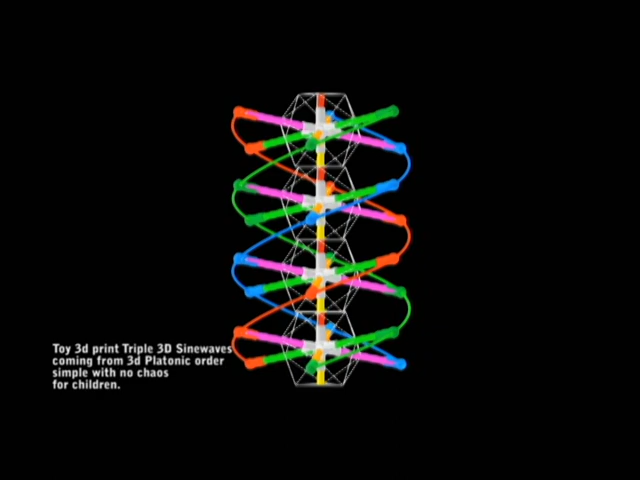 Toy 3d print Triple 3D Sinewaves
coming from 3d Platonic order
simple with no chaos
for children.